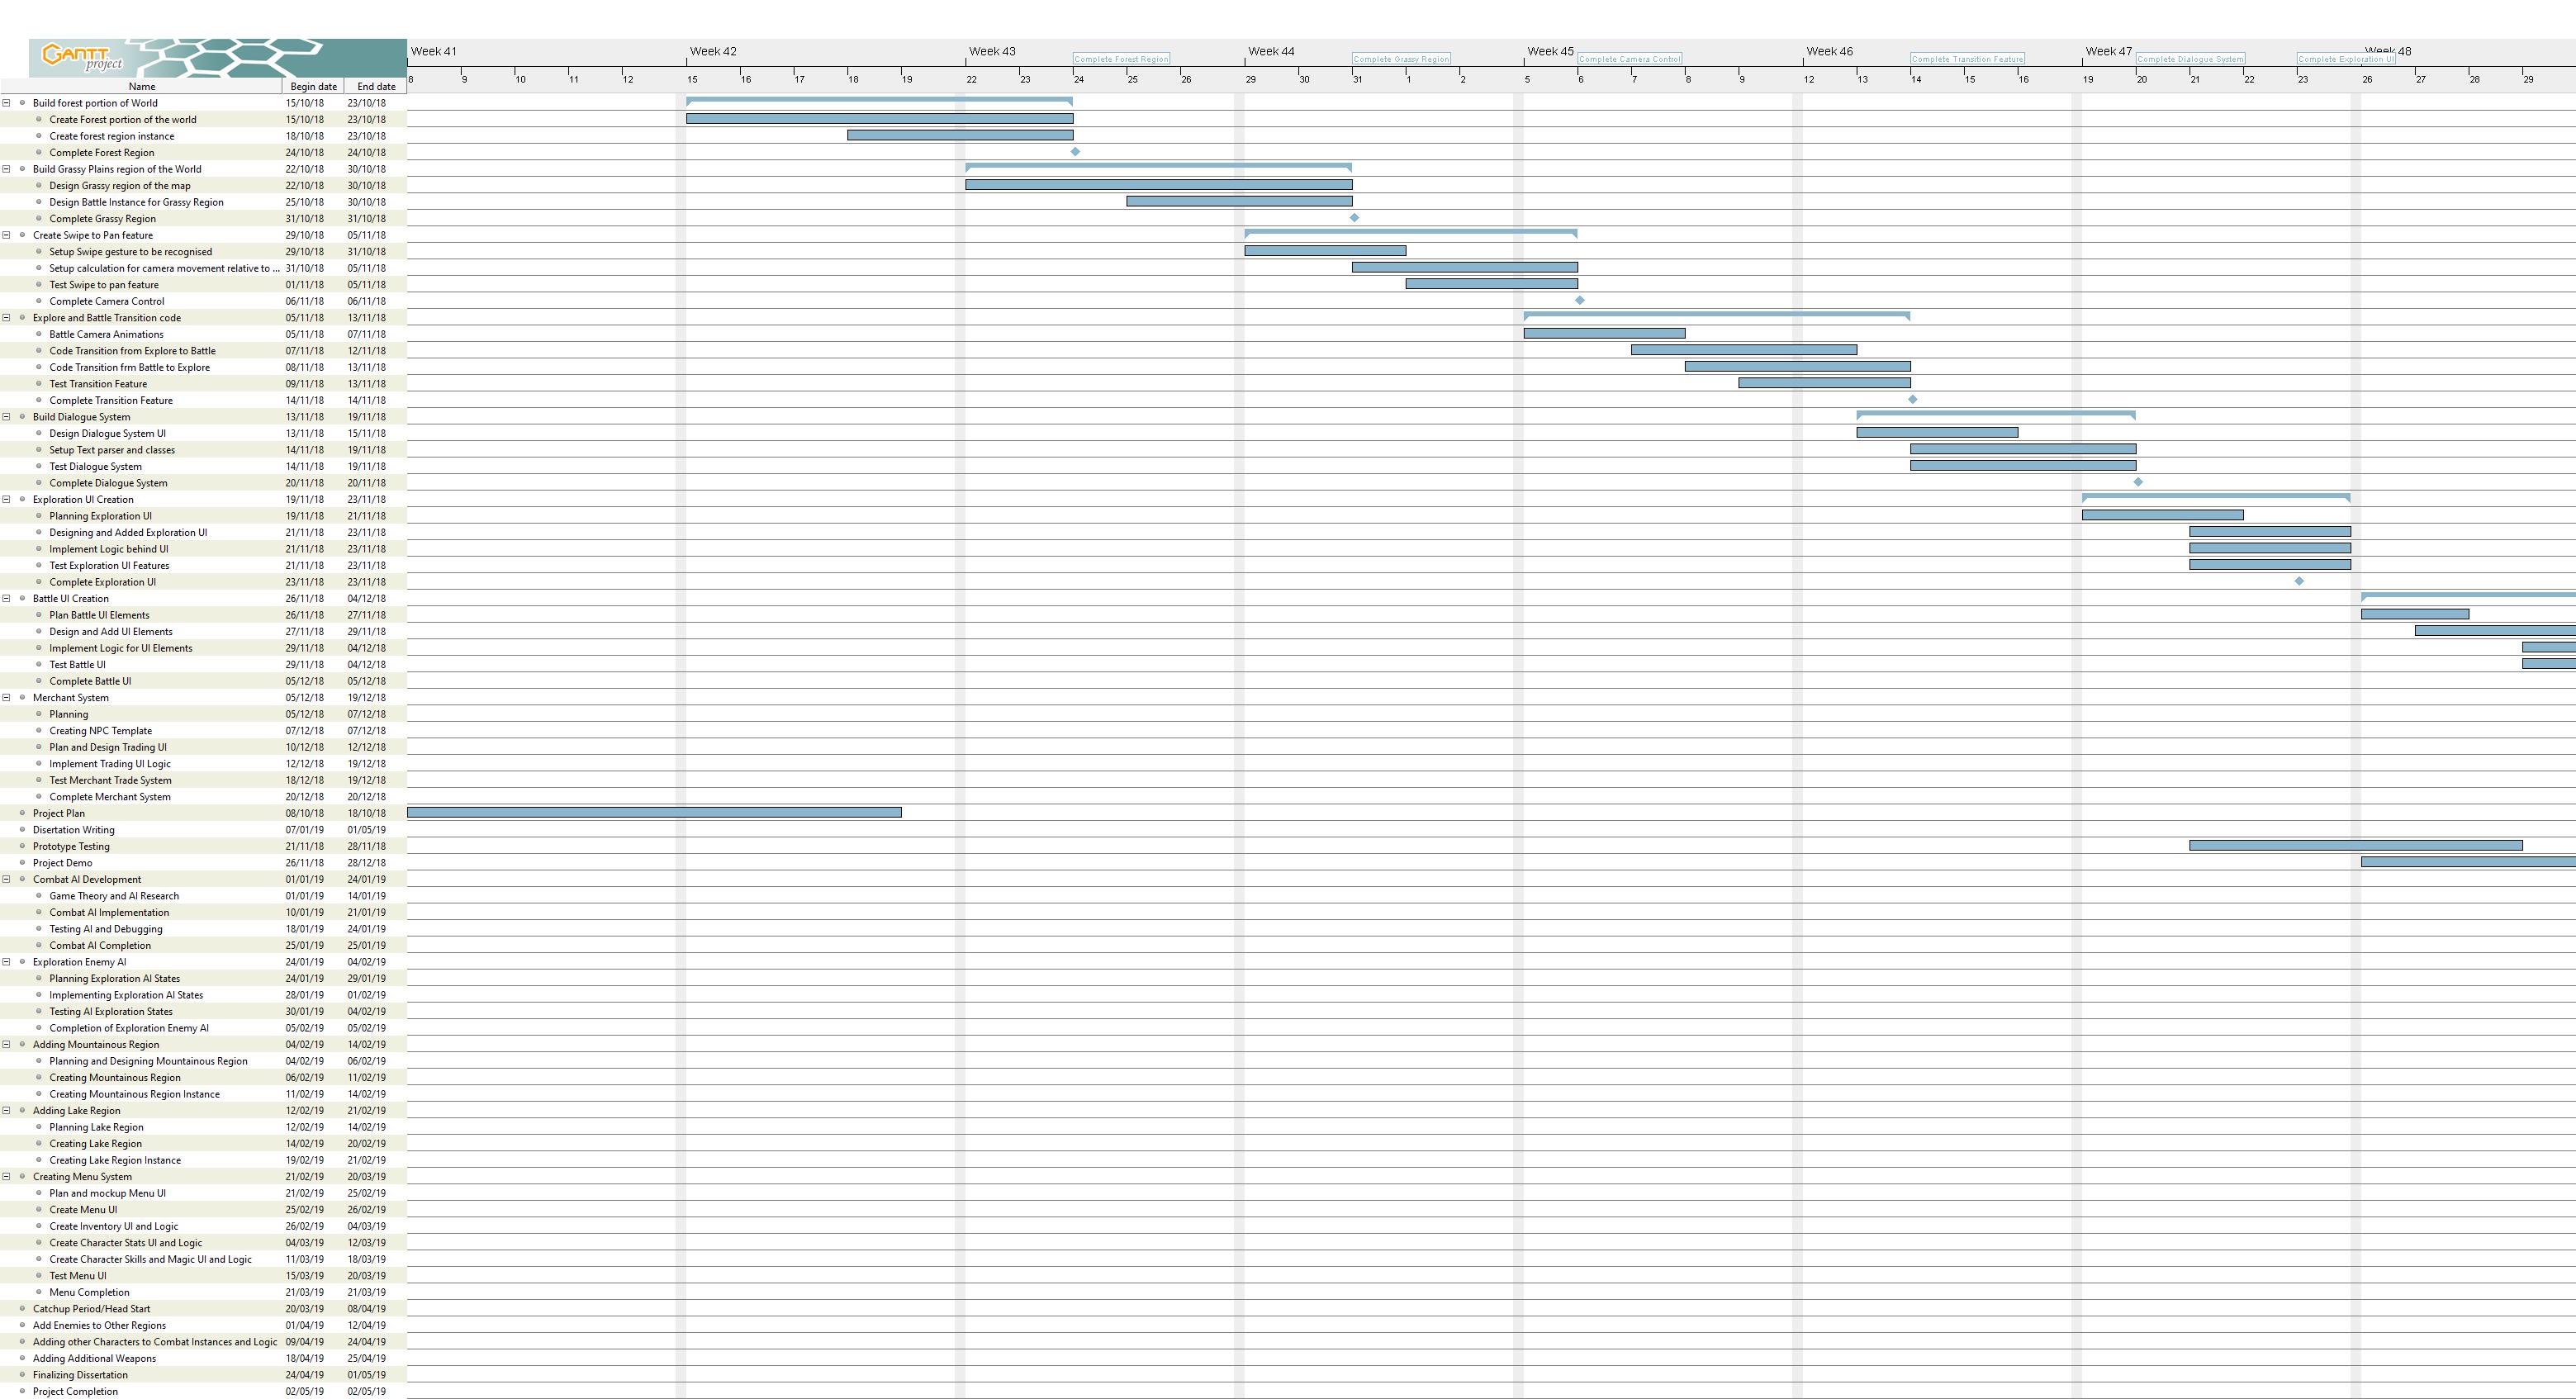 GANTT
project
Week 41 Week 42 Week 43 Week 44 Week 45 Week 46 Week 47 Week 48
Complete Forest Region Complete Grassy Region Complete Camera Control Complete Transition Feature Complete Dialogue System Complete Exploration UI
8 9 10 11 12 15 16 17 18 19 22 23 24 25 26 29 30 31 1 2 5 6 7 8 9 12 13 14 15 16 19 20 21 22 23 26 27 28 29
Name Begin date End date
Build forest portion of World 15/10/18 23/10/18
Create Forest portion of the world 15/10/18 23/10/18
Create forest region instance 18/10/18 23/10/18
Complete Forest Region 24/10/18 24/10/18
Build Grassy Plains region of the World 22/10/18 30/10/18
Design Grassy region of the map 22/10/18 30/10/18
Design Battle Instance for Grassy Region 25/10/18 30/10/18
Complete Grassy Region 31/10/18 31/10/18
Create Swipe to Pan feature 29/10/18 05/11/18
Setup Swipe gesture to be recognised 29/10/18 31/10/18
Setup calculation for camera movement relative to ... 31/10/18 05/11/18
Test Swipe to pan feature 01/11/18 05/11/18
Complete Camera Control 06/11/18 06/11/18
Explore and Battle Transition code 05/11/18 13/11/18
Battle Camera Animations 05/11/18 07/11/18
Code Transition from Explore to Battle 07/11/18 12/11/18
Code Transition frm Battle to Explore 08/11/18 13/11/18
Test Transition Feature 09/11/18 13/11/18
Complete Transition Feature 14/11/18 14/11/18
Build Dialogue System 13/11/18 19/11/18
Design Dialogue System UI 13/11/18 15/11/18
Setup Text parser and classes 14/11/18 19/11/18
Test Dialogue System 14/11/18 19/11/18
Complete Dialogue System 20/11/18 20/11/18
Exploration UI Creation 19/11/18 23/11/18
Planning Exploration UI 19/11/18 21/11/18
Designing and Added Exploration UI 21/11/18 23/11/18
Implement Logic behind UI 21/11/18 23/11/18
Test Exploration UI Features 21/11/18 23/11/18
Complete Exploration UI 23/11/18 23/11/18
Battle UI Creation 26/11/18 04/12/18
Plan Battle UI Elements 26/11/18 27/11/18
Design and Add UI Elements 27/11/18 29/11/18
Implement Logic for UI Elements 29/11/18 04/12/18
Test Battle UI 29/11/18 04/12/18
Complete Battle UI 05/12/18 05/12/18
Merchant System 05/12/18 19/12/18
Planning 05/12/18 07/12/18
Creating NPC Template 07/12/18 07/12/18
Plan and Design Trading UI 10/12/18 12/12/18
Implement Trading UI Logic 12/12/18 19/12/18
Test Merchant Trade System 18/12/18 19/12/18
Complete Merchant System 20/12/18 20/12/18
Project Plan 08/10/18 18/10/18
Disertation Writing 07/01/19 01/05/19
Prototype Testing 21/11/18 28/11/18
Project Demo 26/11/18 28/12/18
Combat AI Development 01/01/19 24/01/19
Game Theory and AI Research 01/01/19 14/01/19
Combat AI Implementation 10/01/19 21/01/19
Testing AI and Debugging 18/01/19 24/01/19
Combat AI Completion 25/01/19 25/01/19
Exploration Enemy AI 24/01/19 04/02/19
Planning Exploration AI States 24/01/19 29/01/19
Implementing Exploration AI States 28/01/19 01/02/19
Testing AI Exploration States 30/01/19 04/02/19
Completion of Exploration Enemy AI 05/02/19 05/02/19
Adding Mountainous Region 04/02/19 14/02/19
Planning and Designing Mountainous Region 04/02/19 06/02/19
Creating Mountainous Region 06/02/19 11/02/19
Creating Mountainous Region Instance 11/02/19 14/02/19
Adding Lake Region 12/02/19 21/02/19
Planning Lake Region 12/02/19 14/02/19
Creating Lake Region 14/02/19 20/02/19
Creating Lake Region Instance 19/02/19 21/02/19
Creating Menu System 21/02/19 20/03/19
Plan and mockup Menu UI 21/02/19 25/02/19
Create Menu UI 25/02/19 26/02/19
Create Inventory UI and Logic 26/02/19 04/03/19
Create Character Stats UI and Logic 04/03/19 12/03/19
Create Character Skills and Magic UI and Logic 11/03/19 18/03/19
Test Menu UI 15/03/19 20/03/19
Menu Completion 21/03/19 21/03/19
Catchup Period/Head Start 20/03/19 08/04/19
Add Enemies to Other Regions 01/04/19 12/04/19
Adding other Characters to Combat Instances and Logic 09/04/19 24/04/19
Adding Additional Weapons 18/04/19 25/04/19
Finalizing Dissertation 24/04/19 01/05/19
Project Completion 02/05/19 02/05/19